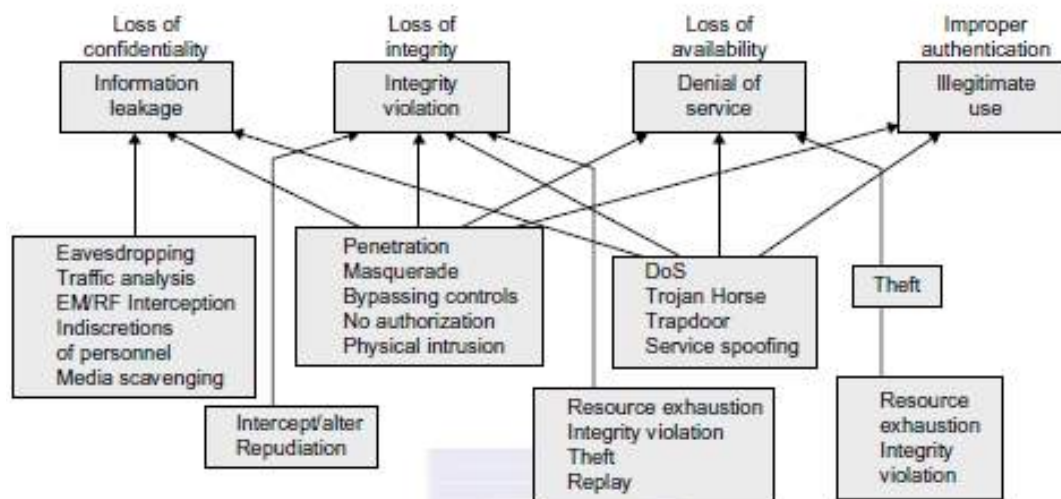 Loss of
confidentiality
Loss of
integrity
Loss of
availability
Improper
authentication
Information
leakage
Integrity
violation
Denial of
service
Illegitimate
use
Eavesdropping
Traffic analysis
EM/RF Interception
Indiscretions
of personnel
Media scavenging
Penetration
Masquerade
Bypassing controls
No authorization
Physical intrusion
DoS
Trojan Horse
Trapdoor
Service spoofing
Theft
Intercept/alter
Repudiation
Resource exhaustion
Integrity violation
Theft
Replay
Resource
exhaustion
Integrity
violation